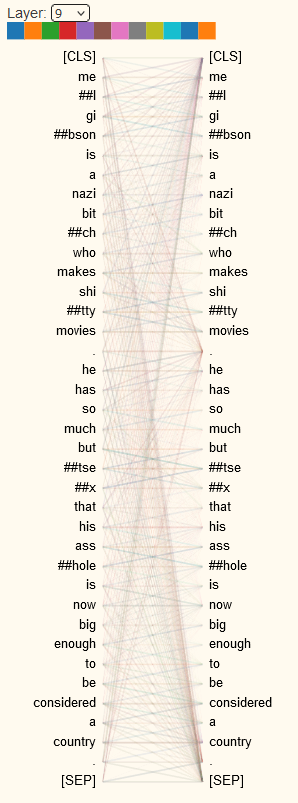 Layer: 9
[CLS] [CLS]
me me
##l ##l
gi gi
##bson ##bson
is is
a a
nazi nazi
bit bit
##ch ##ch
who who
makes makes
shi shi
##tty ##tty
movies movies
. .
he he
has has
so so
much much
but but
##tse ##tse
##x ##x
that that
his his
ass ass
##hole ##hole
is is
now now
big big
enough enough
to to
be be
considered considered
a a
country country
. .
[SEP] [SEP]